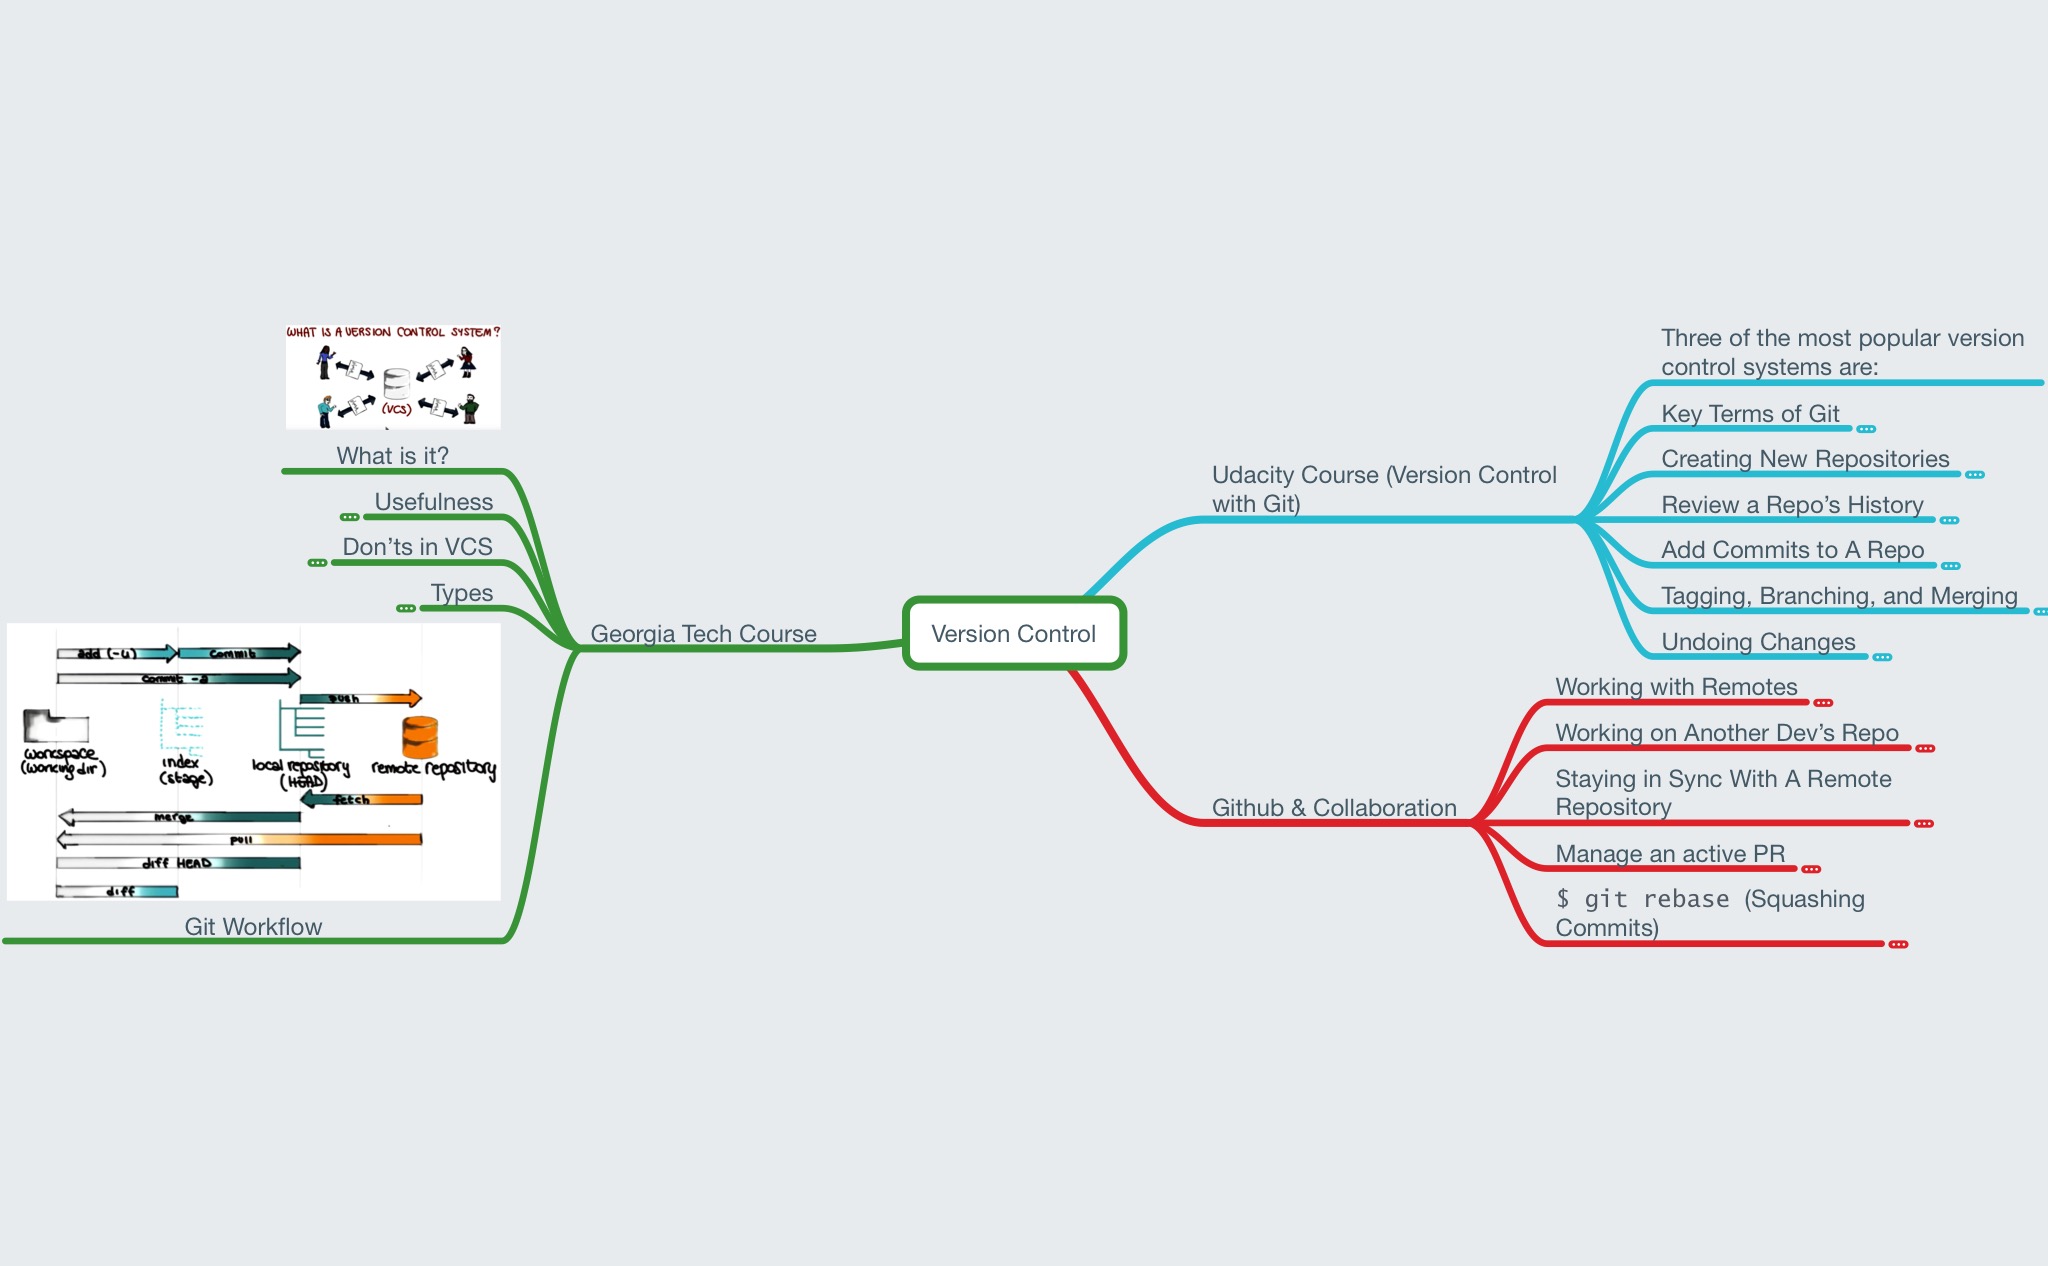 WHAT IS A VERSION CONTROL SYSTEM?
(VCS)
What is it?
Usefulness
Don’ts in VCS
Types
add (-u)
commit
commit -a
push
workspace
(working dir)
index
(stage)
local repository
(HEAD)
remote repository
fetch
merge
pull
diff HEAD
diff
Git Workflow
Georgia Tech Course
Version Control
Udacity Course (Version Control
with Git)
Three of the most popular version
control systems are:
Key Terms of Git
Creating New Repositories
Review a Repo’s History
Add Commits to A Repo
Tagging, Branching, and Merging
Undoing Changes
Github & Collaboration
Working with Remotes
Working on Another Dev’s Repo
Staying in Sync With A Remote
Repository
Manage an active PR
$ git rebase (Squashing
Commits)